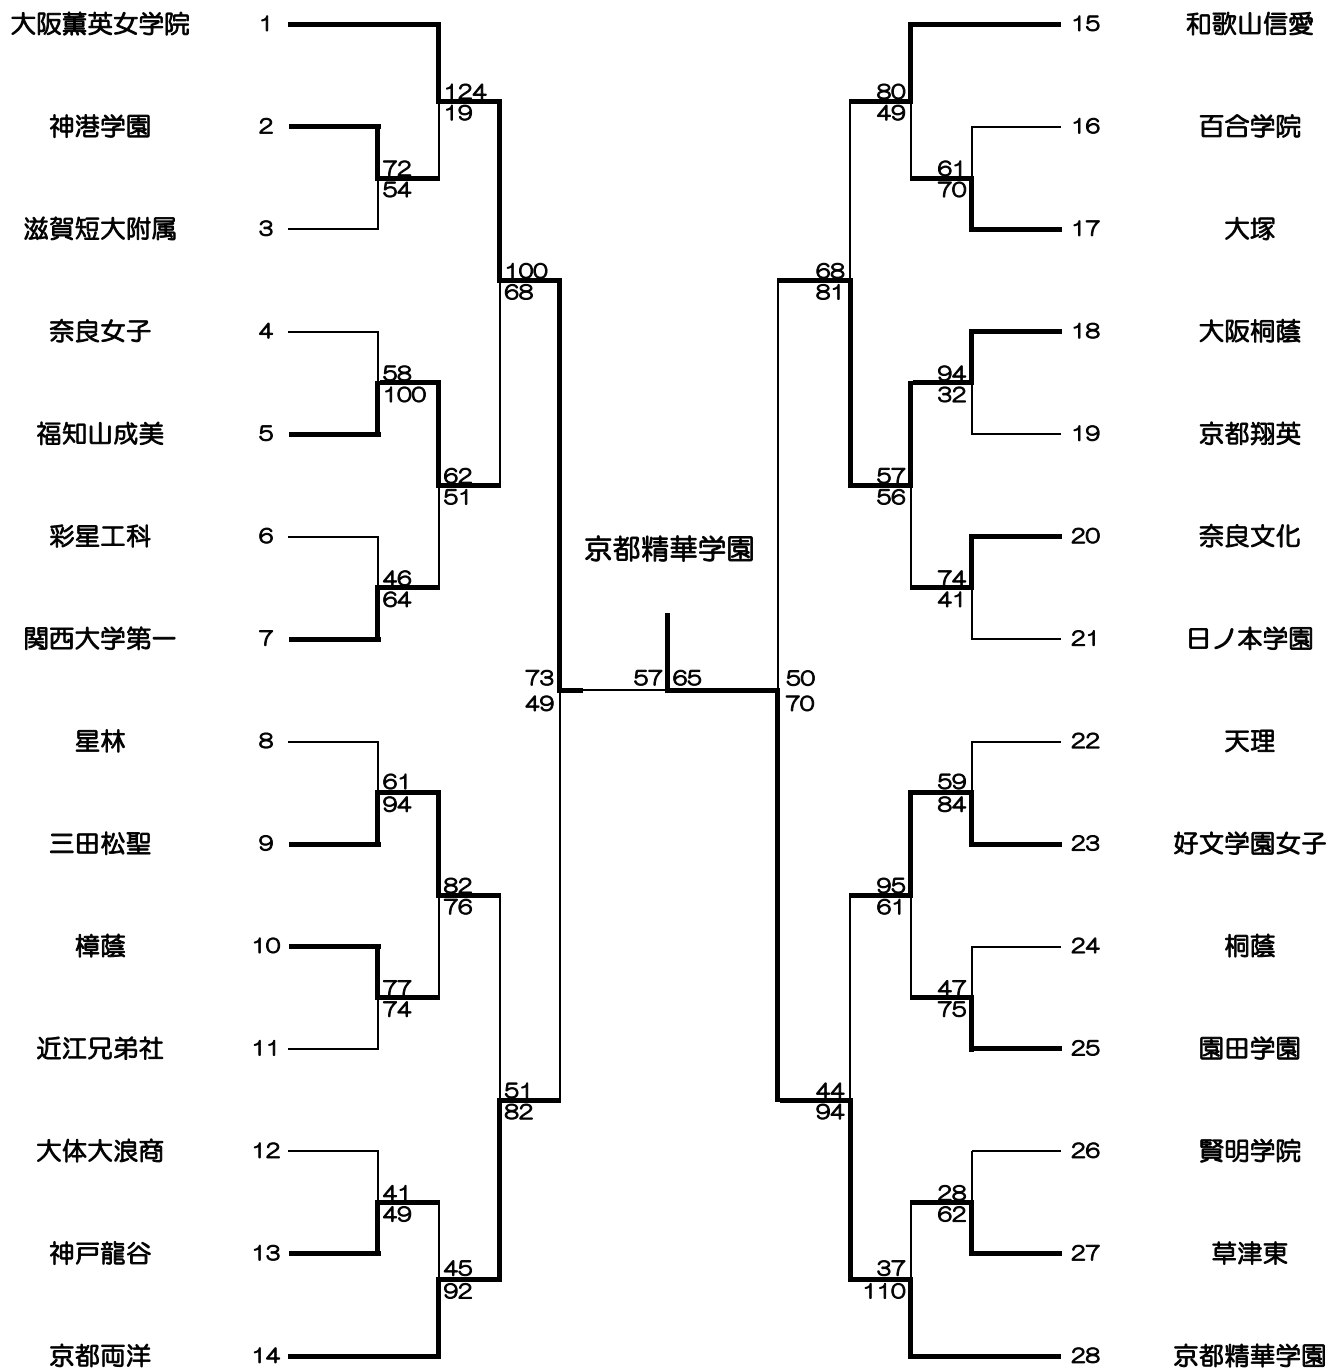 大阪薫英女学院 1
15 和歌山信愛
124
19
80
49
神港学園 2
16 百合学院
72
54
61
70
滋賀短大附属 3
17 大塚
100
68
68
81
奈良女子 4
18 大阪桐蔭
58
100
94
32
福知山成美 5
19 京都翔英
62
51
57
56
彩星工科 6
20 奈良文化
京都精華学園
46
64
74
41
関西大学第一 7
21 日ノ本学園
73
49
57 65
50
70
星林 8
22 天理
61
94
59
84
三田松聖 9
23 好文学園女子
82
76
95
61
樟蔭 10
24 桐蔭
77
74
47
75
近江兄弟社 11
25 園田学園
51
82
44
94
大体大浪商 12
26 賢明学院
41
49
28
62
神戸龍谷 13
27 草津東
45
92
37
110
京都両洋 14
28 京都精華学園